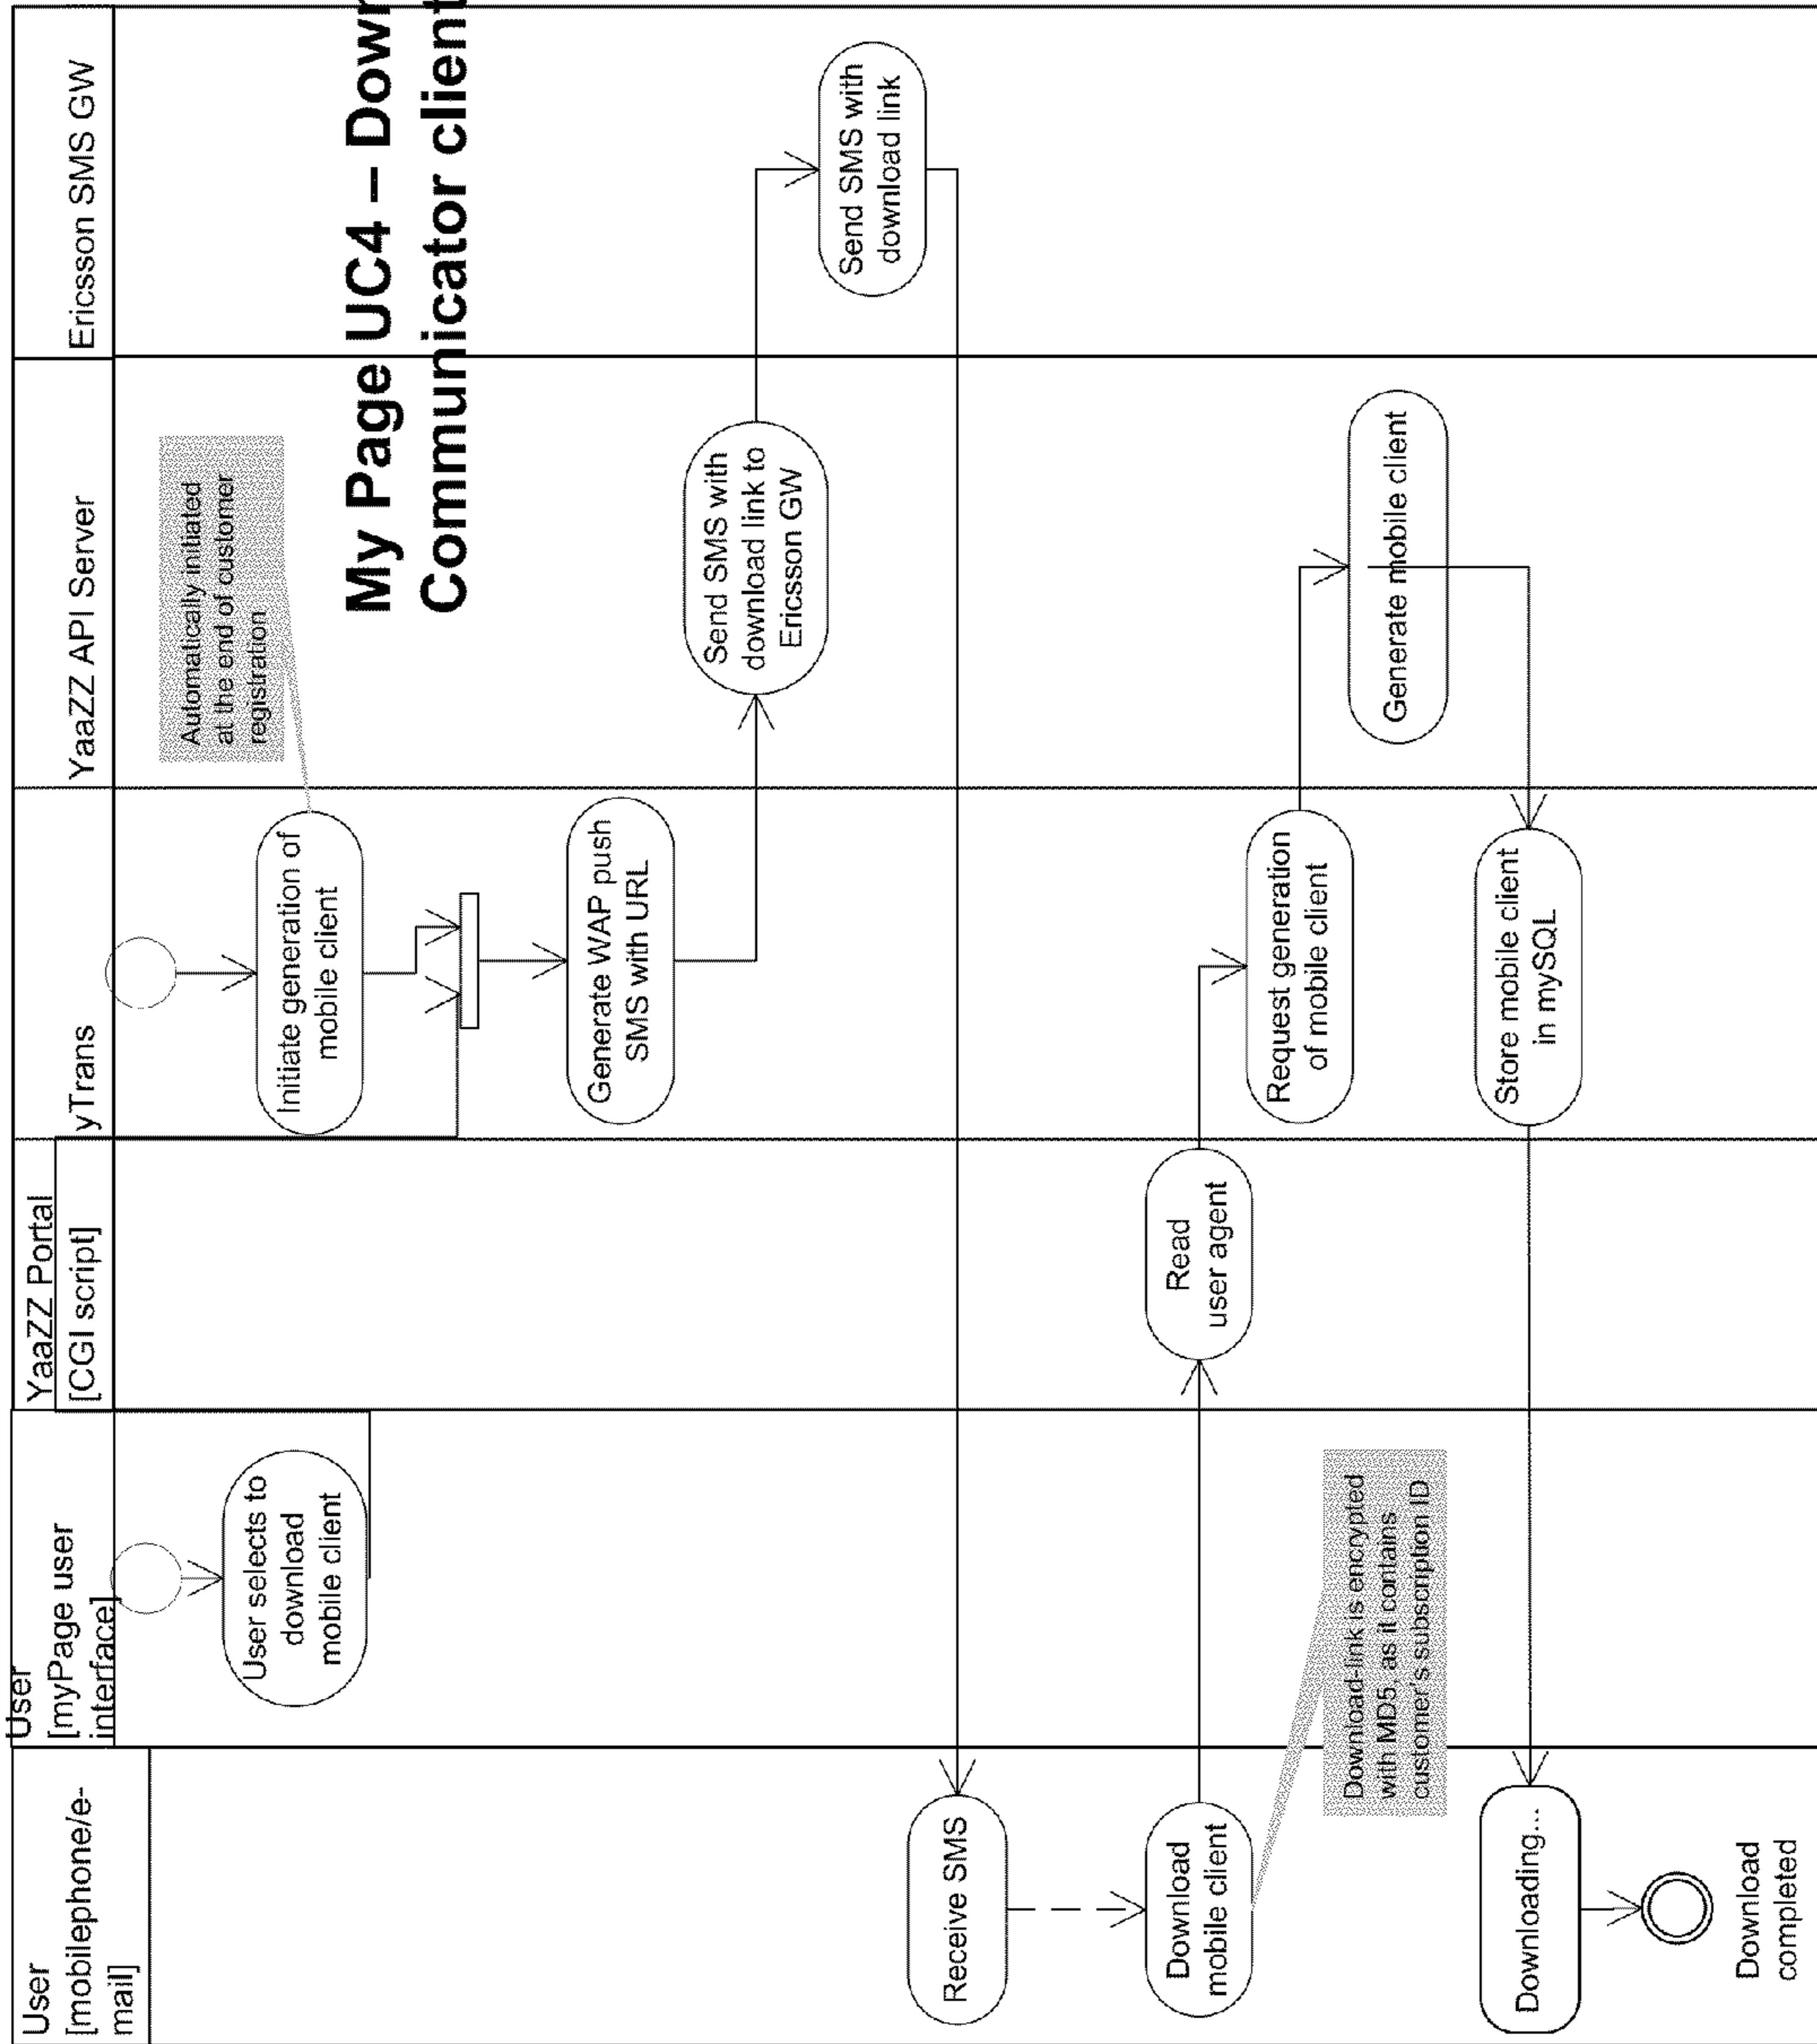 User
[mobilephone/e-
mail]
User
[myPage user
interface]
YaaZZ Portal
[CGI script]
yTrans
YaaZZ API Server
Ericsson SMS GW
User selects to
download
mobile client
Initiate generation of
mobile client
Automatically initiated
at the end of customer
registration
My Page UC4 –
Communicator client
Generate WAP push
SMS with URL
Send SMS with
download link to
Ericsson GW
Send SMS with
download link
Receive SMS
Download
mobile client
Read
user agent
Request generation
of mobile client
Generate mobile client
Download-link is encrypted
with MD5, as it contains
customer's subscription ID
Store mobile client
in mySQL
Downloading...
Download
completed